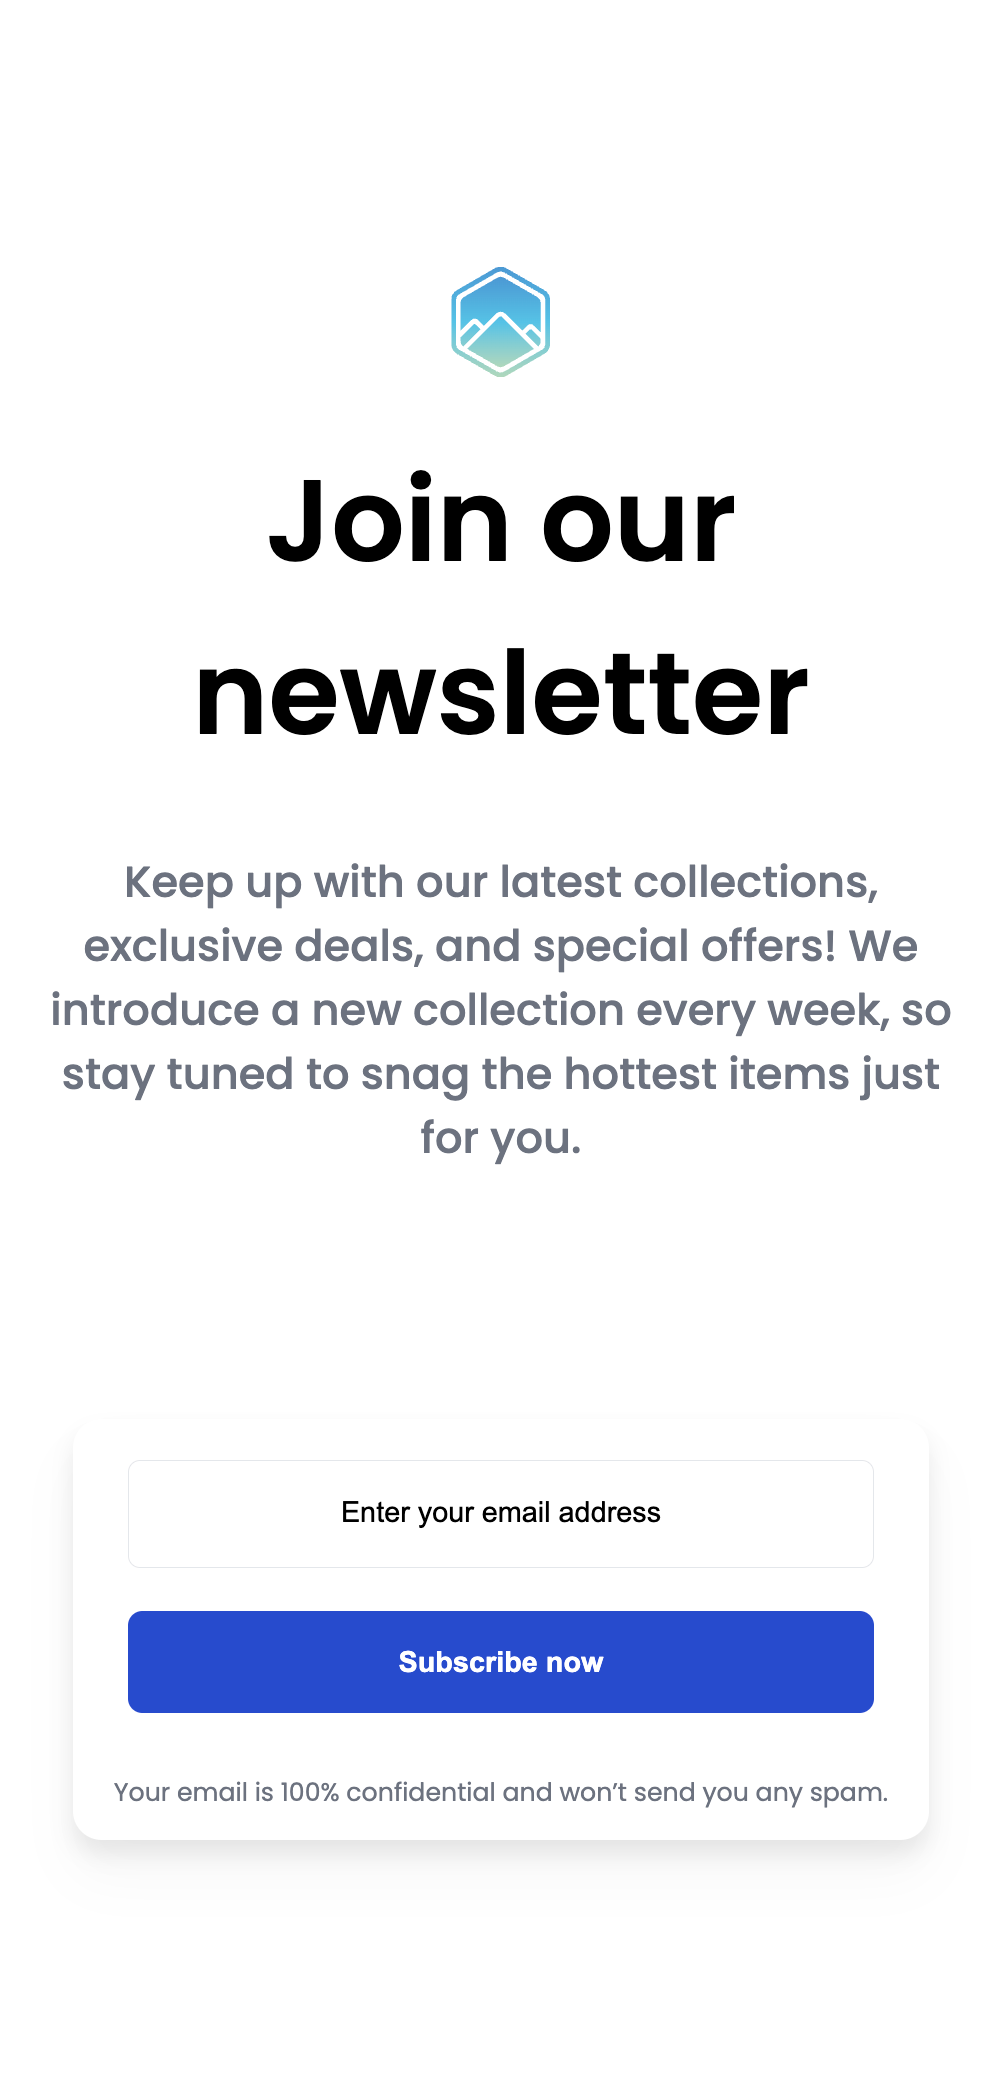 Join our
newsletter
Keep up with our latest collections,
exclusive deals, and special offers! We
introduce a new collection every week, so
stay tuned to snag the hottest items just
for you.
Enter your email address
Subscribe now
Your email is 100% confidential and won’t send you any spam.